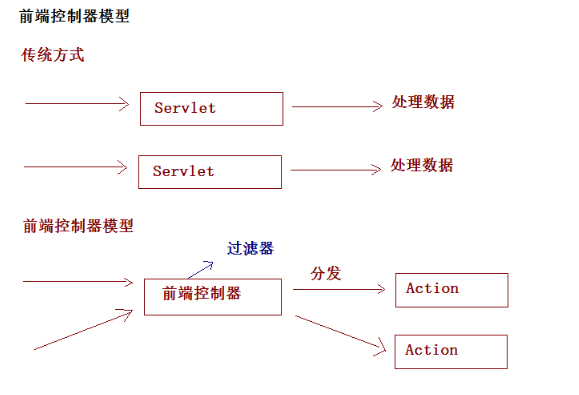 前端控制器模型
传统方式
Servlet
处理数据
Servlet
处理数据
前端控制器模型
过滤器
前端控制器
分发
Action
Action